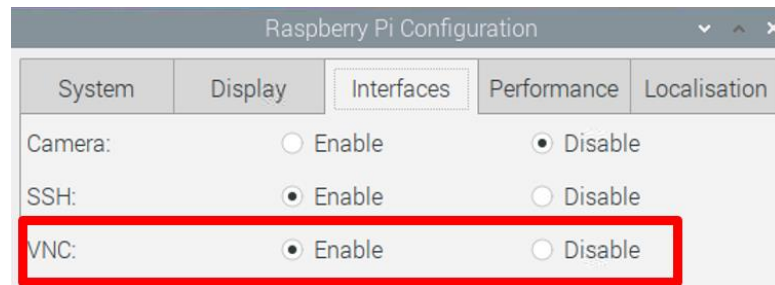 Raspberry Pi Configuration
System Display Interfaces Performance Localisation
Camera: Enable Disable
SSH: Enable Disable
VNC: Enable Disable